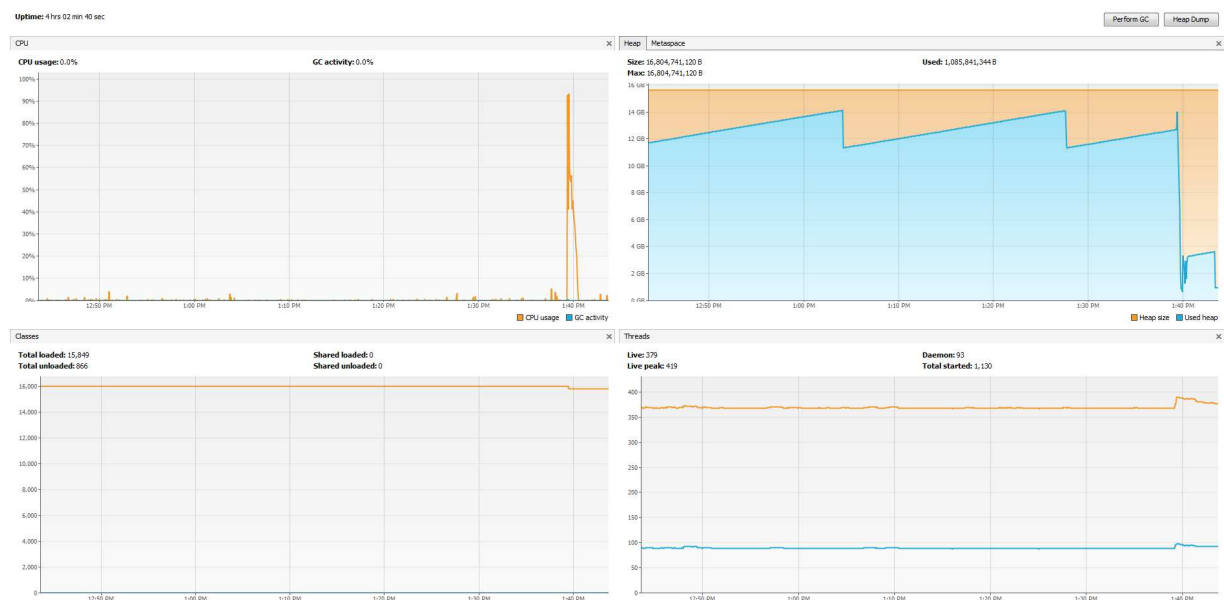 Uptime: 4 hrs 02 min 40 sec
Perform GC Heap Dump
CPU
CPU usage: 0.0% GC activity: 0.0%
100%
90%
80%
70%
60%
50%
40%
30%
20%
10%
0%
12:50 PM 1:00 PM 1:10 PM 1:20 PM 1:30 PM 1:40 PM
CPU usage GC activity
Heap Metaspace
Size: 16,804,741,120 B Used: 1,085,841,344 B
Max: 16,804,741,120 B
16 GB
14 GB
12 GB
10 GB
8 GB
6 GB
4 GB
2 GB
0 GB
12:50 PM 1:00 PM 1:10 PM 1:20 PM 1:30 PM 1:40 PM
Heap size Used heap
Classes
Total loaded: 15,849 Shared loaded: 0
Total unloaded: 866 Shared unloaded: 0
16,000
14,000
12,000
10,000
8,000
6,000
4,000
2,000
0
12:50 PM 1:00 PM 1:10 PM 1:20 PM 1:30 PM 1:40 PM
Threads
Live: 379 Daemon: 93
Live peak: 419 Total started: 1,130
400
350
300
250
200
150
100
50
0
12:50 PM 1:00 PM 1:10 PM 1:20 PM 1:30 PM 1:40 PM